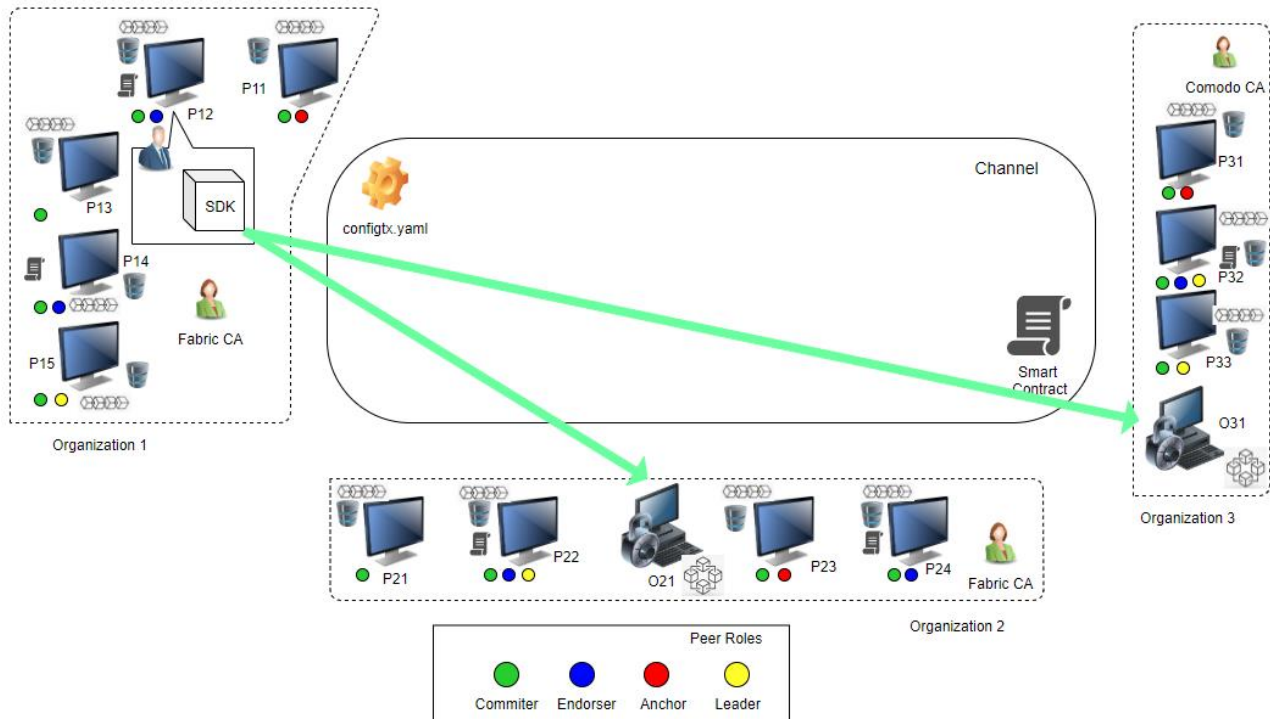 P12
P11
P13
SDK
P14
Fabric CA
P15
Organization 1
configtx.yaml
Channel
Smart
Contract
Comodo CA
P31
P32
P33
O31
Organization 3
P21
P22
O21
P23
P24
Fabric CA
Organization 2
Peer Roles
Commiter
Endorser
Anchor
Leader